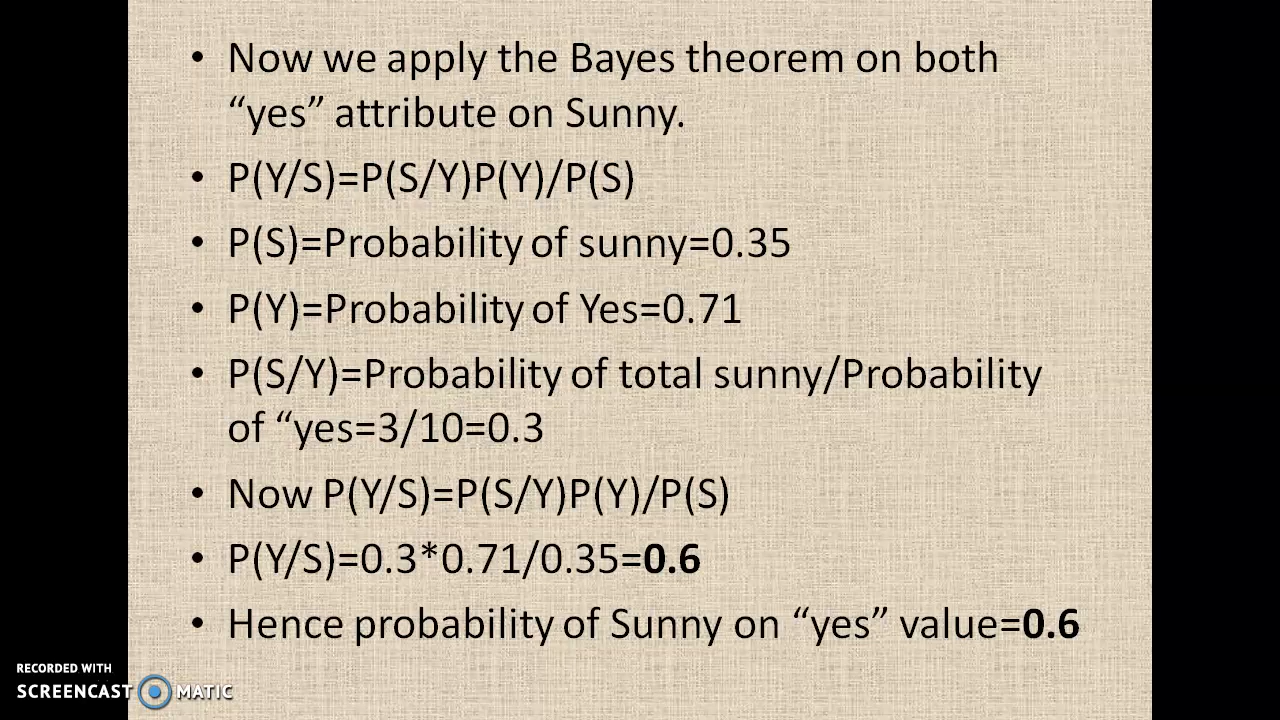 • Now we apply the Bayes theorem on both
“yes” attribute on Sunny.
• P(Y/S)=P(S/Y)P(Y)/P(S)
• P(S)=Probability of sunny=0.35
• P(Y)=Probability of Yes=0.71
• P(S/Y)=Probability of total sunny/Probability
of “yes=3/10=0.3
• Now P(Y/S)=P(S/Y)P(Y)/P(S)
• P(Y/S)=0.3*0.71/0.35=0.6
• Hence probability of Sunny on “yes” value=0.6
RECORDED WITH
SCREENCAST MATIC